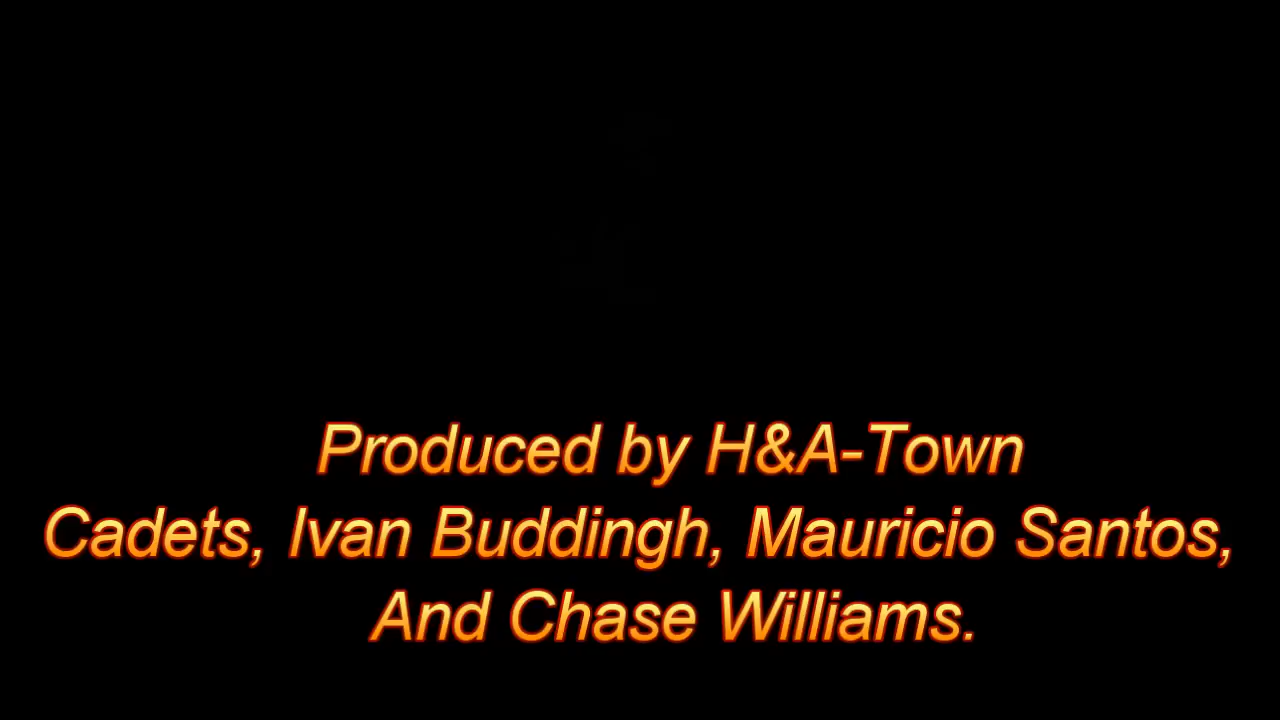 Produced by H&A-Town
Cadets, Ivan Buddingh, Mauricio Santos,
And Chase Williams.